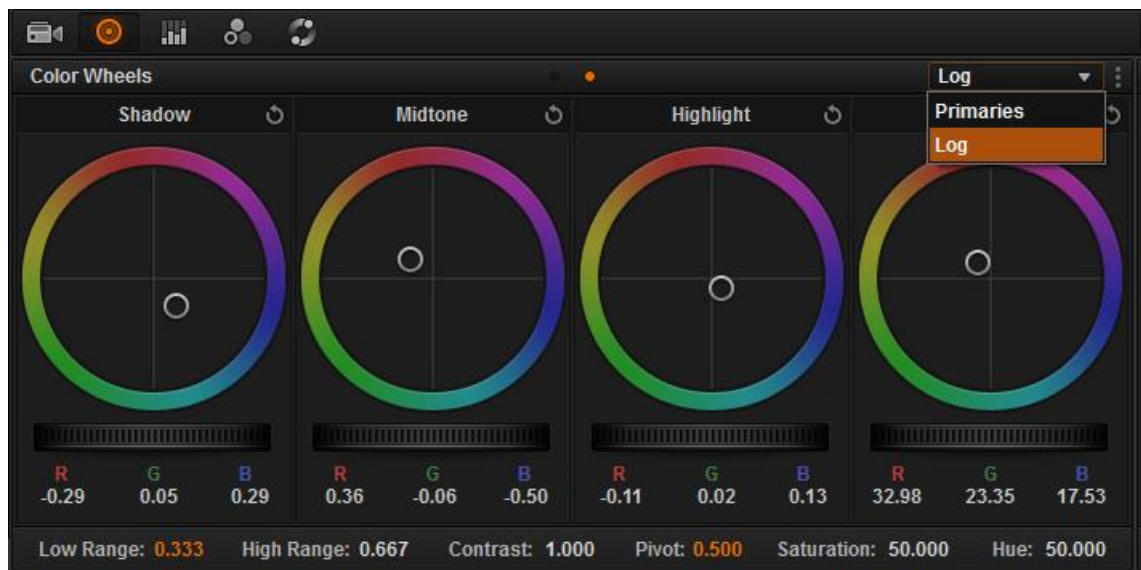 Color Wheels Log
Primaries
Log
Shadow Midtone Highlight
R G B R G B R G B R G B
-0.29 0.05 0.29 0.36 -0.06 -0.50 -0.11 0.02 0.13 32.98 23.35 17.53
Low Range: 0.333 High Range: 0.667 Contrast: 1.000 Pivot: 0.500 Saturation: 50.000 Hue: 50.000